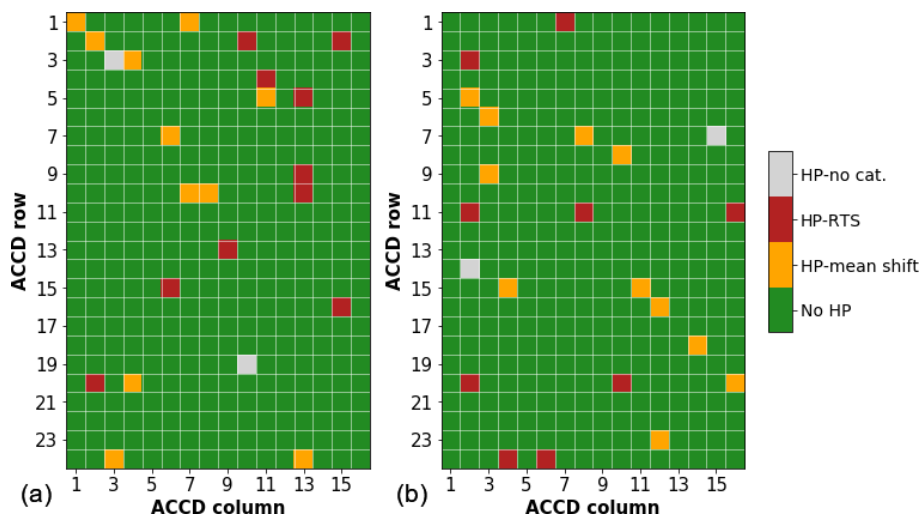 1
3
5
7
9
11
13
15
17
19
21
23
ACCD row
1 3 5 7 9 11 13 15
ACCD column
(a)
1
3
5
7
9
11
13
15
17
19
21
23
ACCD row
1 3 5 7 9 11 13 15
ACCD column
(b)
HP-no cat.
HP-RTS
HP-mean shift
No HP